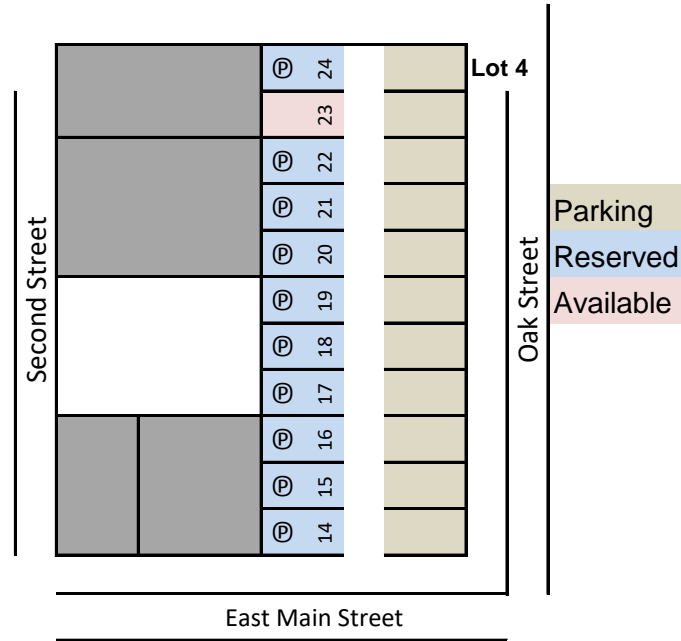 Ⓟ 24
Lot 4
23
Ⓟ 22
Ⓟ 21
Ⓟ 20
Ⓟ 19
Ⓟ 18
Ⓟ 17
Ⓟ 16
Ⓟ 15
Ⓟ 14
Second Street
Oak Street
Parking
Reserved
Available
East Main Street